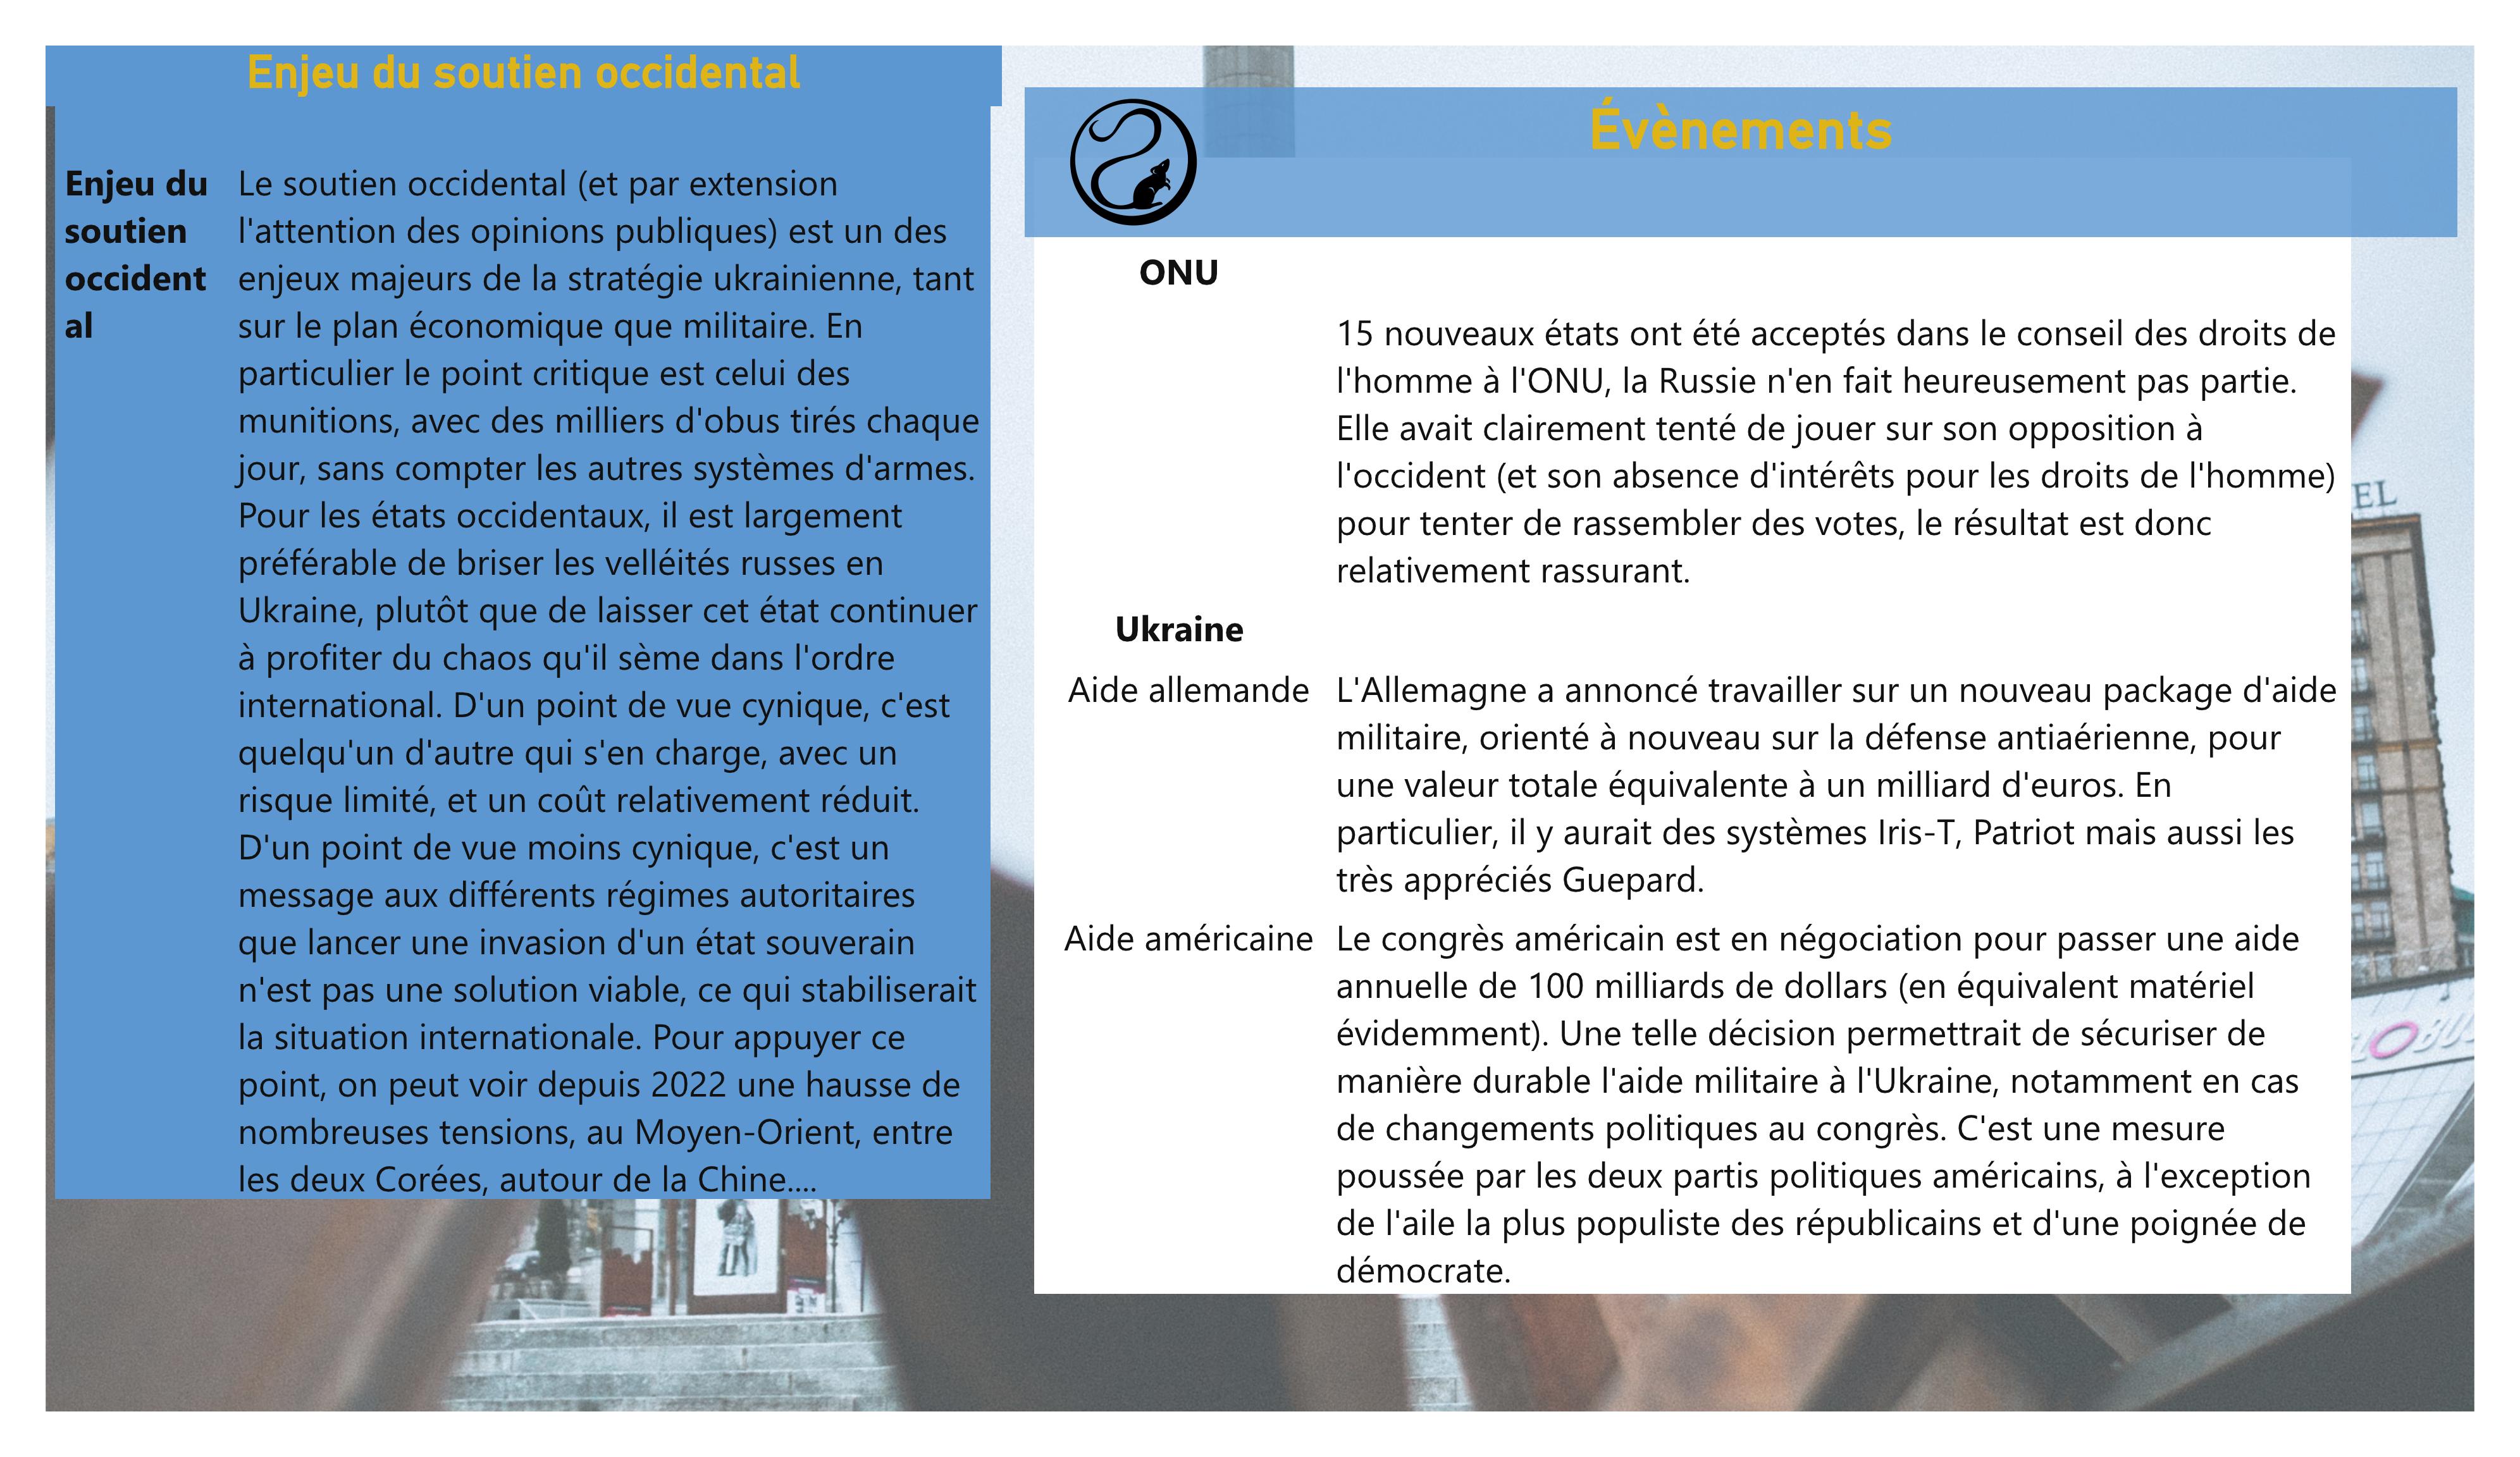 Enjeu du soutien occidental
Enjeu du
soutien
occident
al
Le soutien occidental (et par extension
l'attention des opinions publiques) est un des
enjeux majeurs de la stratégie ukrainienne, tant
sur le plan économique que militaire. En
particulier le point critique est celui des
munitions, avec des milliers d'obus tirés chaque
jour, sans compter les autres systèmes d'armes.
Pour les états occidentaux, il est largement
préférable de briser les velléités russes en
Ukraine, plutôt que de laisser cet état continuer
à profiter du chaos qu'il sème dans l'ordre
international. D'un point de vue cynique, c'est
quelqu'un d'autre qui s'en charge, avec un
risque limité, et un coût relativement réduit.
D'un point de vue moins cynique, c'est un
message aux différents régimes autoritaires
que lancer une invasion d'un état souverain
n'est pas une solution viable, ce qui stabiliserait
la situation internationale. Pour appuyer ce
point, on peut voir depuis 2022 une hausse de
nombreuses tensions, au Moyen-Orient, entre
les deux Corées, autour de la Chine....
Évènements
ONU
15 nouveaux états ont été acceptés dans le conseil des droits de
l'homme à l'ONU, la Russie n'en fait heureusement pas partie.
Elle avait clairement tenté de jouer sur son opposition à
l'occident (et son absence d'intérêts pour les droits de l'homme)
pour tenter de rassembler des votes, le résultat est donc
relativement rassurant.
Ukraine
Aide allemande
L'Allemagne a annoncé travailler sur un nouveau package d'aide
militaire, orienté à nouveau sur la défense antiaérienne, pour
une valeur totale équivalente à un milliard d'euros. En
particulier, il y aurait des systèmes Iris-T, Patriot mais aussi les
très appréciés Guepard.
Aide américaine
Le congrès américain est en négociation pour passer une aide
annuelle de 100 milliards de dollars (en équivalent matériel
évidemment). Une telle décision permettrait de sécuriser de
manière durable l'aide militaire à l'Ukraine, notamment en cas
de changements politiques au congrès. C'est une mesure
poussée par les deux partis politiques américains, à l'exception
de l'aile la plus populiste des républicains et d'une poignée de
démocrate.
EL
LOBUS